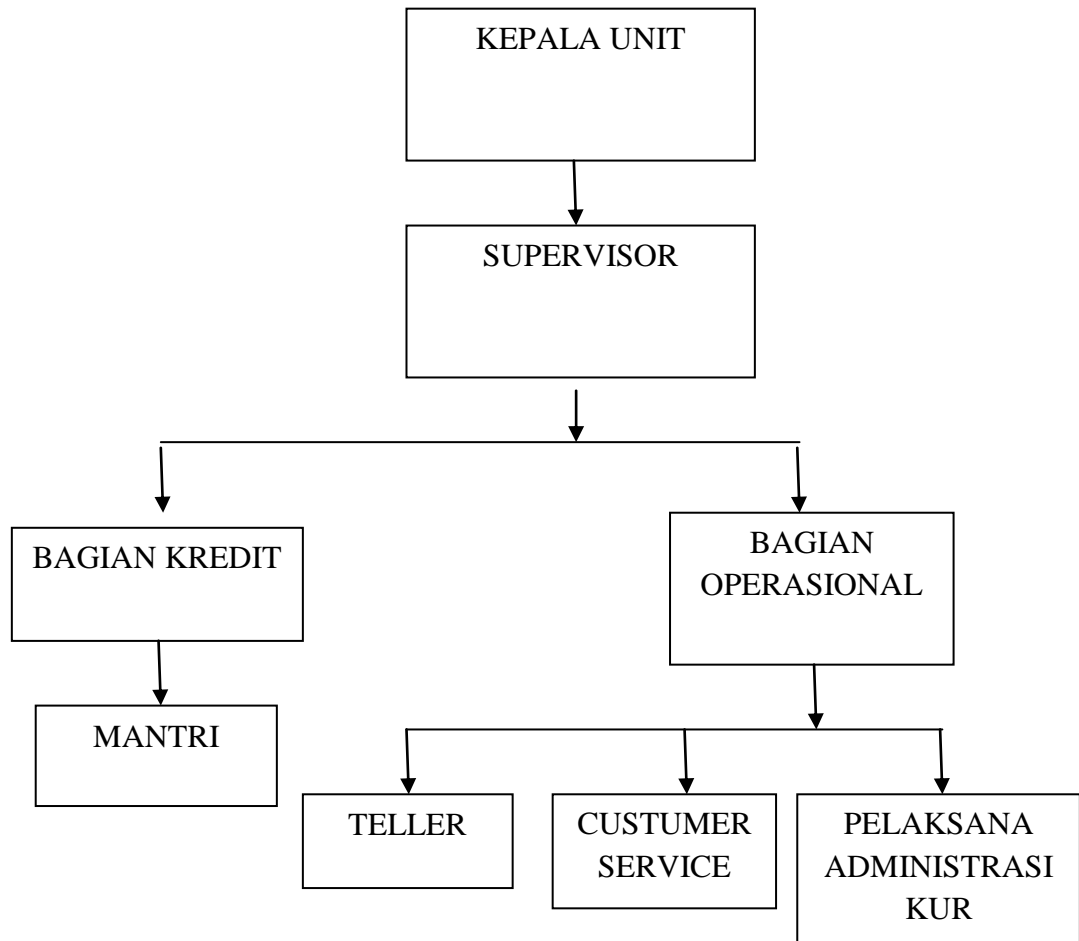 KEPALA UNIT
SUPERVISOR
BAGIAN KREDIT
BAGIAN
OPERASIONAL
MANTRI
TELLER
CUSTUMER
SERVICE
PELAKSANA
ADMINISTRASI
KUR